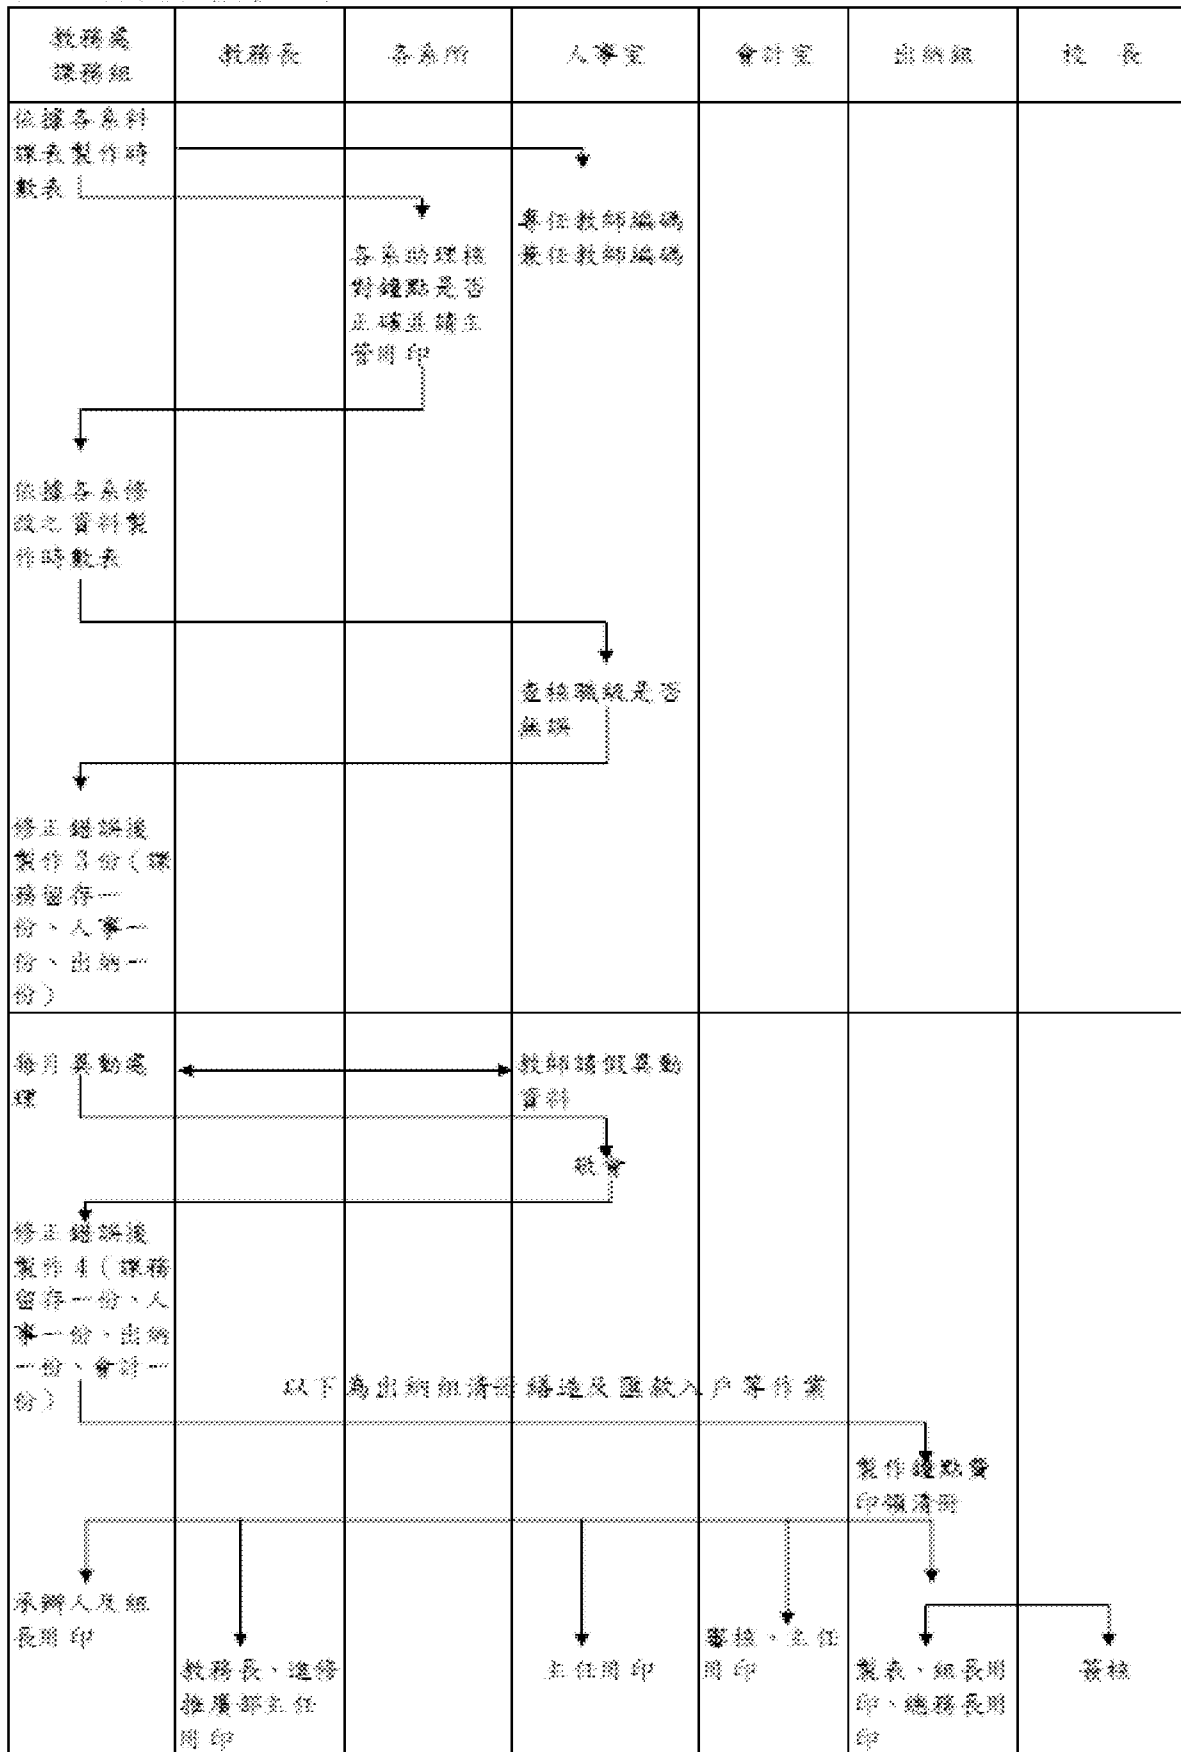 教務處
課務組
教務長
各系所
人事室
會計室
出納組
校 長
依據各系科
課表製作時
數表
專任教師編碼
兼任教師編碼
各系助理核
對鐘點是否
正確並請主
管用印
依據各系修
改之資料製
作時數表
查核職級是否
無誤
修正錯誤後
製作3份(課
務留存一
份、人事一
份、出納一
份)
每月異動處
理
教師請假異動
資料
修正錯誤後
製作4(課務
留存一份、人
事一份、出納
一份、會計一
份)
以下為出納組清冊繕造及匯款入戶等作業
製作鐘點費
印領清冊
承辦人及組
長用印
教務長、進修
推廣部主任
用印
主任用印
審核、主任
用印
製表、組長用
印、總務長用
印
簽核